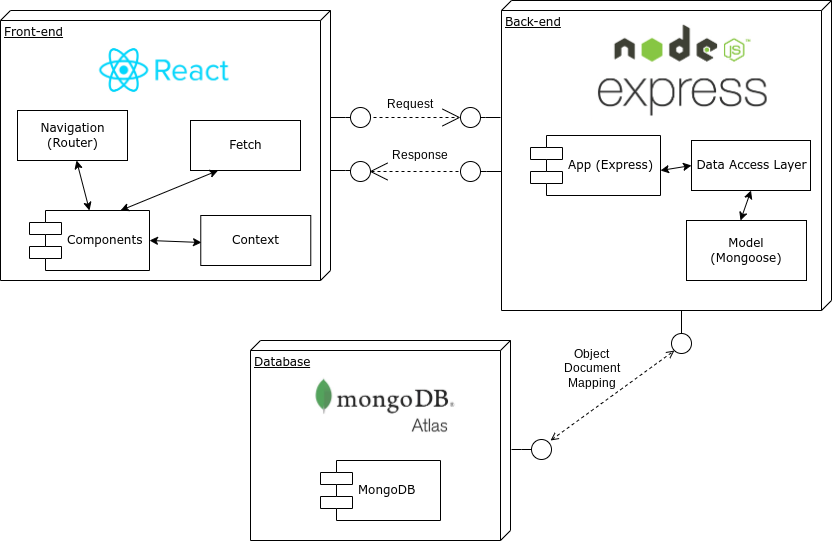 Front-end
React
Navigation
(Router)
Fetch
Components
Context
Request
Response
Back-end
node
JS™
express
App (Express)
Data Access Layer
Model
(Mongoose)
Object
Document
Mapping
Database
mongoDB®
Atlas
MongoDB